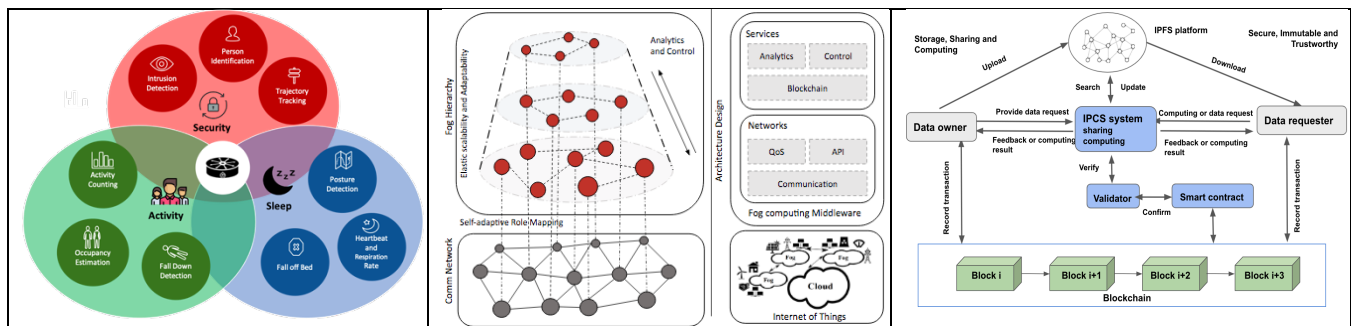 Person
Identification
Intrusion
Detection
Trajectory
Tracking
Security
Activity
Counting
Activity
Occupancy
Estimation
Fall Down
Detection
z z z
Sleep
Posture
Detection
Heartbeat
and
Respiration
Rate
Fall off Bed
Fog Hierarchy
Elastic scalability and Adaptability
Analytics
and Control
Self-adaptive Role-Mapping
Comm Network
Architecture Design
Services
Analytics
Control
Blockchain
Networks
QoS
API
Communication
Fog computing Middleware
Fog
Fog
Fog
Cloud
Internet of Things
Storage, Sharing and
Computing
IPFS platform
Secure, Immutable and
Trustworthy
Upload
Download
Search
Update
Provide data request
Computing or data request
Data owner
IPCS system
sharing
computing
Data requester
Feedback or computing
result
Feedback or computing
result
Verify
Record transaction
Record transaction
Validator
Smart contract
Confirm
Block i
Block i+1
Block i+2
Block i+3
Blockchain